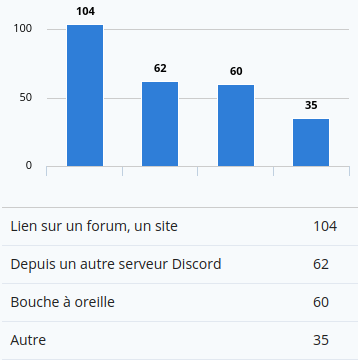 104
100
62
60
50
35
0
Lien sur un forum, un site 104
Depuis un autre serveur Discord 62
Bouche à oreille 60
Autre 35